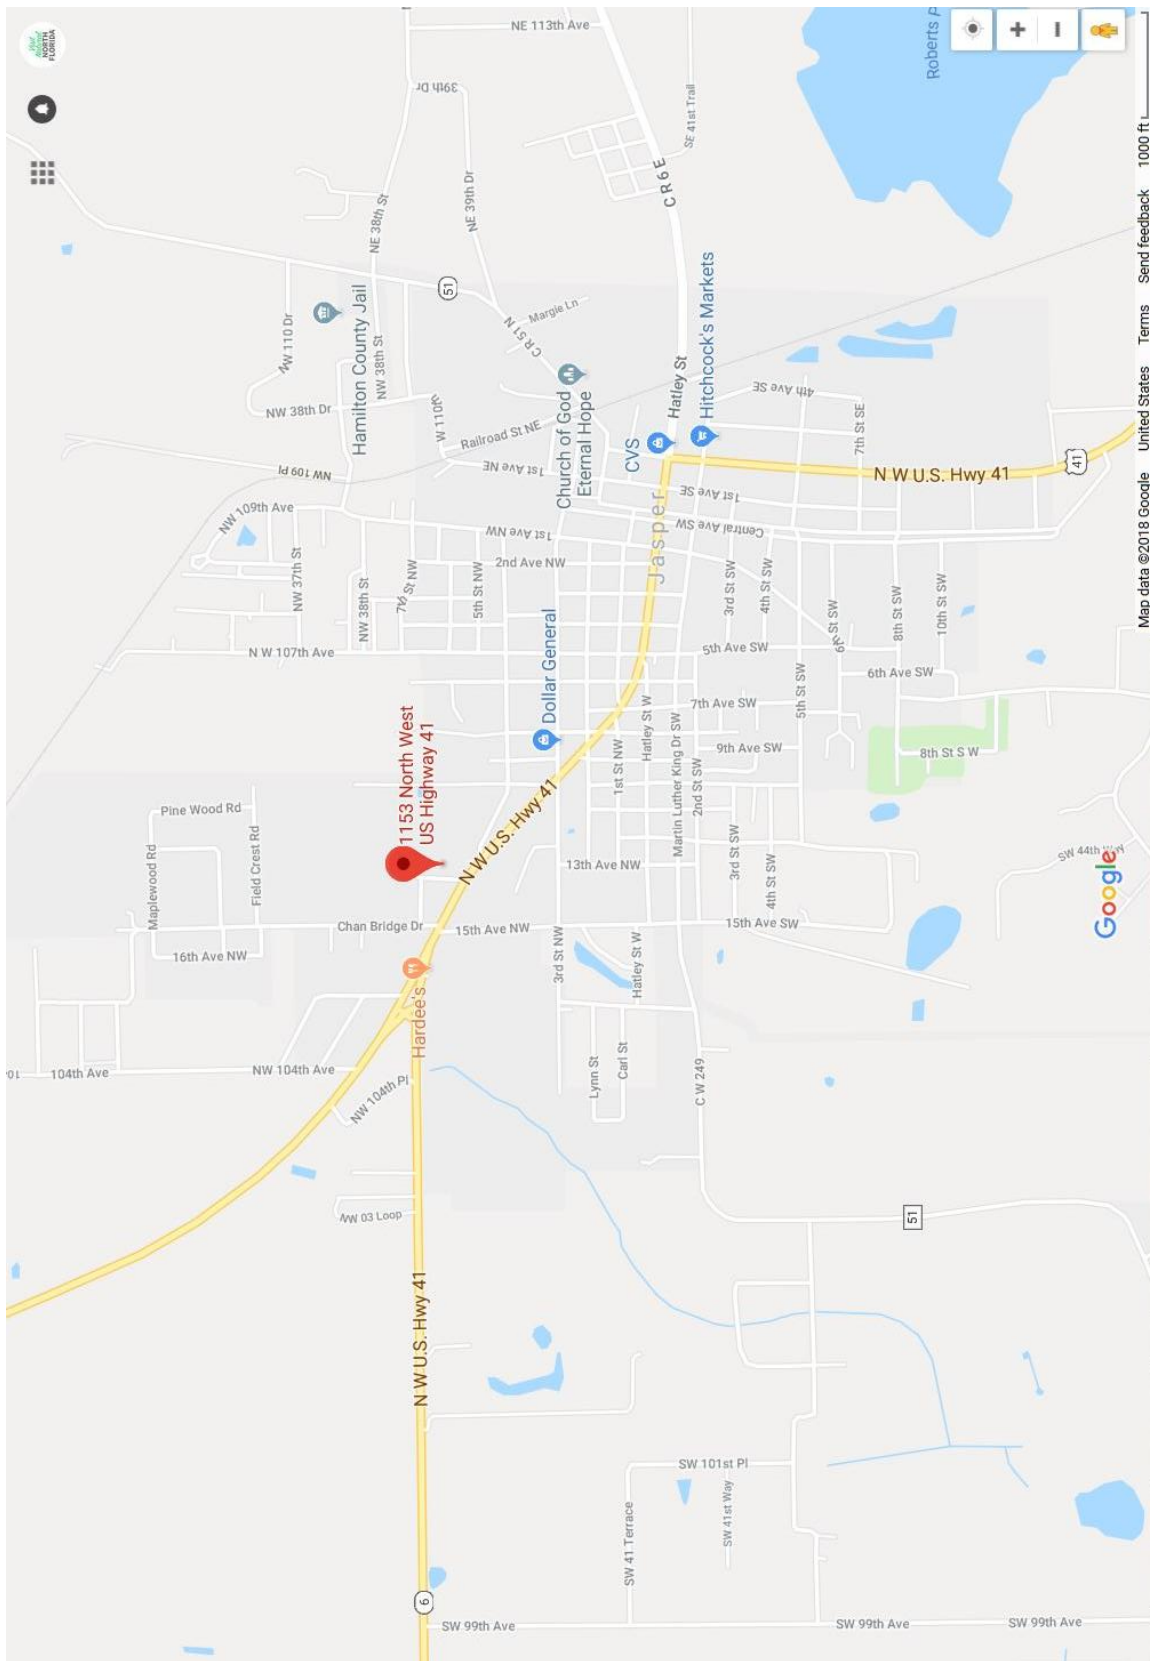 Visit
Natural
NORTH
FLORIDA
NE 113th Ave
39th Dr
Roberts P
SE 41st Trail
C R 6 E
NE 38th St
NE 39th Dr
51
Margie Ln
NW 110 Dr
Hamilton County Jail
NW 38th St
CR 51 N
Hitchcock's Markets
Hatley St
4th Ave SE
7th St SE
NW 38th Dr
Railroad St NE
Church of God
Eternal Hope
CVS
NW 109 Pl
1st Ave NE
1st Ave SE
N W U.S. Hwy 41
41
NW 109th Ave
1st Ave NW
Jasper
Central Ave SW
NW 37th St
NW 38th St
5th St NW
2nd Ave NW
3rd St SW
4th St SW
8th St SW
10th St SW
N W 107th Ave
Dollar General
5th Ave SW
5th St SW
6th Ave SW
1153 North West
US Highway 41
1st St NW
Hatley St W
Martin Luther King Dr SW
2nd St SW
7th Ave SW
9th Ave SW
8th St S W
Pine Wood Rd
Maplewood Rd
Field Crest Rd
N W U.S. Hwy 41
13th Ave NW
3rd St SW
4th St SW
Google
Chan Bridge Dr
15th Ave NW
15th Ave SW
16th Ave NW
Hardee's
3rd St NW
Hatley St W
104th Ave
NW 104th Ave
NW 104th Pl
Lynn St
Carl St
C W 249
51
N W U.S. Hwy 41
SW 101st Pl
SW 41 Terrace
SW 41st Way
6
SW 99th Ave
SW 99th Ave
SW 99th Ave
Map data ©2018 Google United States Terms Send feedback 1000 ft